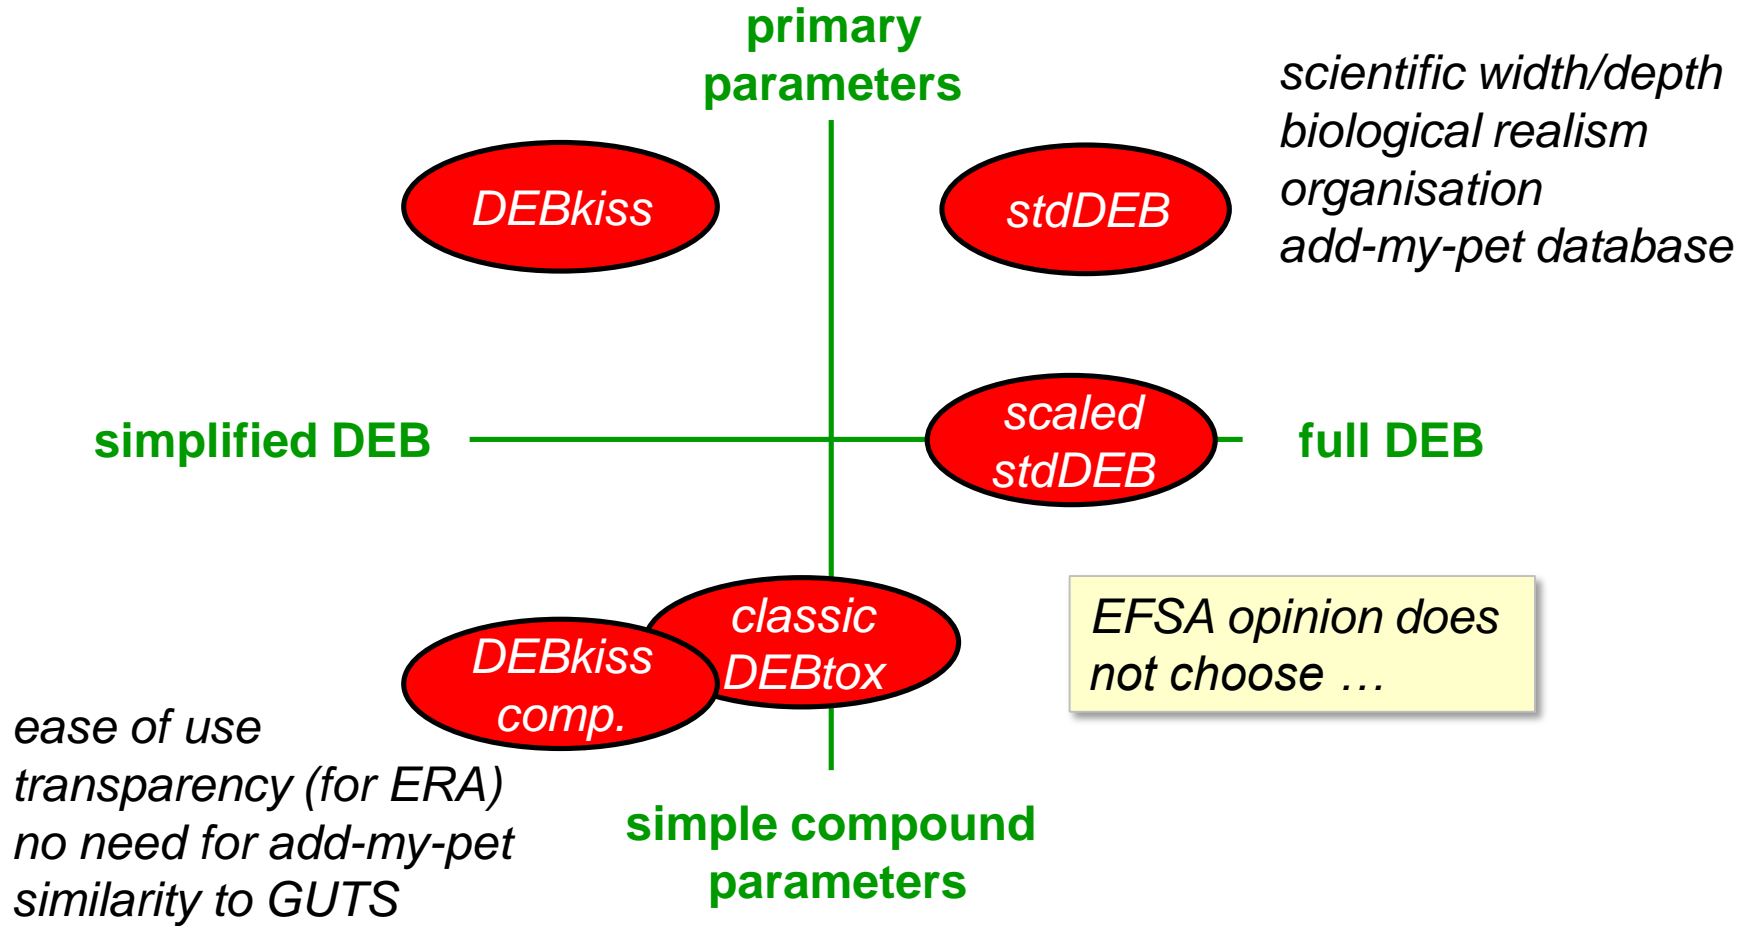 primary
parameters
scientific width/depth
biological realism
organisation
add-my-pet database
DEBkiss
stdDEB
simplified DEB
scaled
stdDEB
full DEB
classic
DEBtox
DEBkiss
comp.
EFSA opinion does
not choose …
ease of use
transparency (for ERA)
no need for add-my-pet
similarity to GUTS
simple compound
parameters